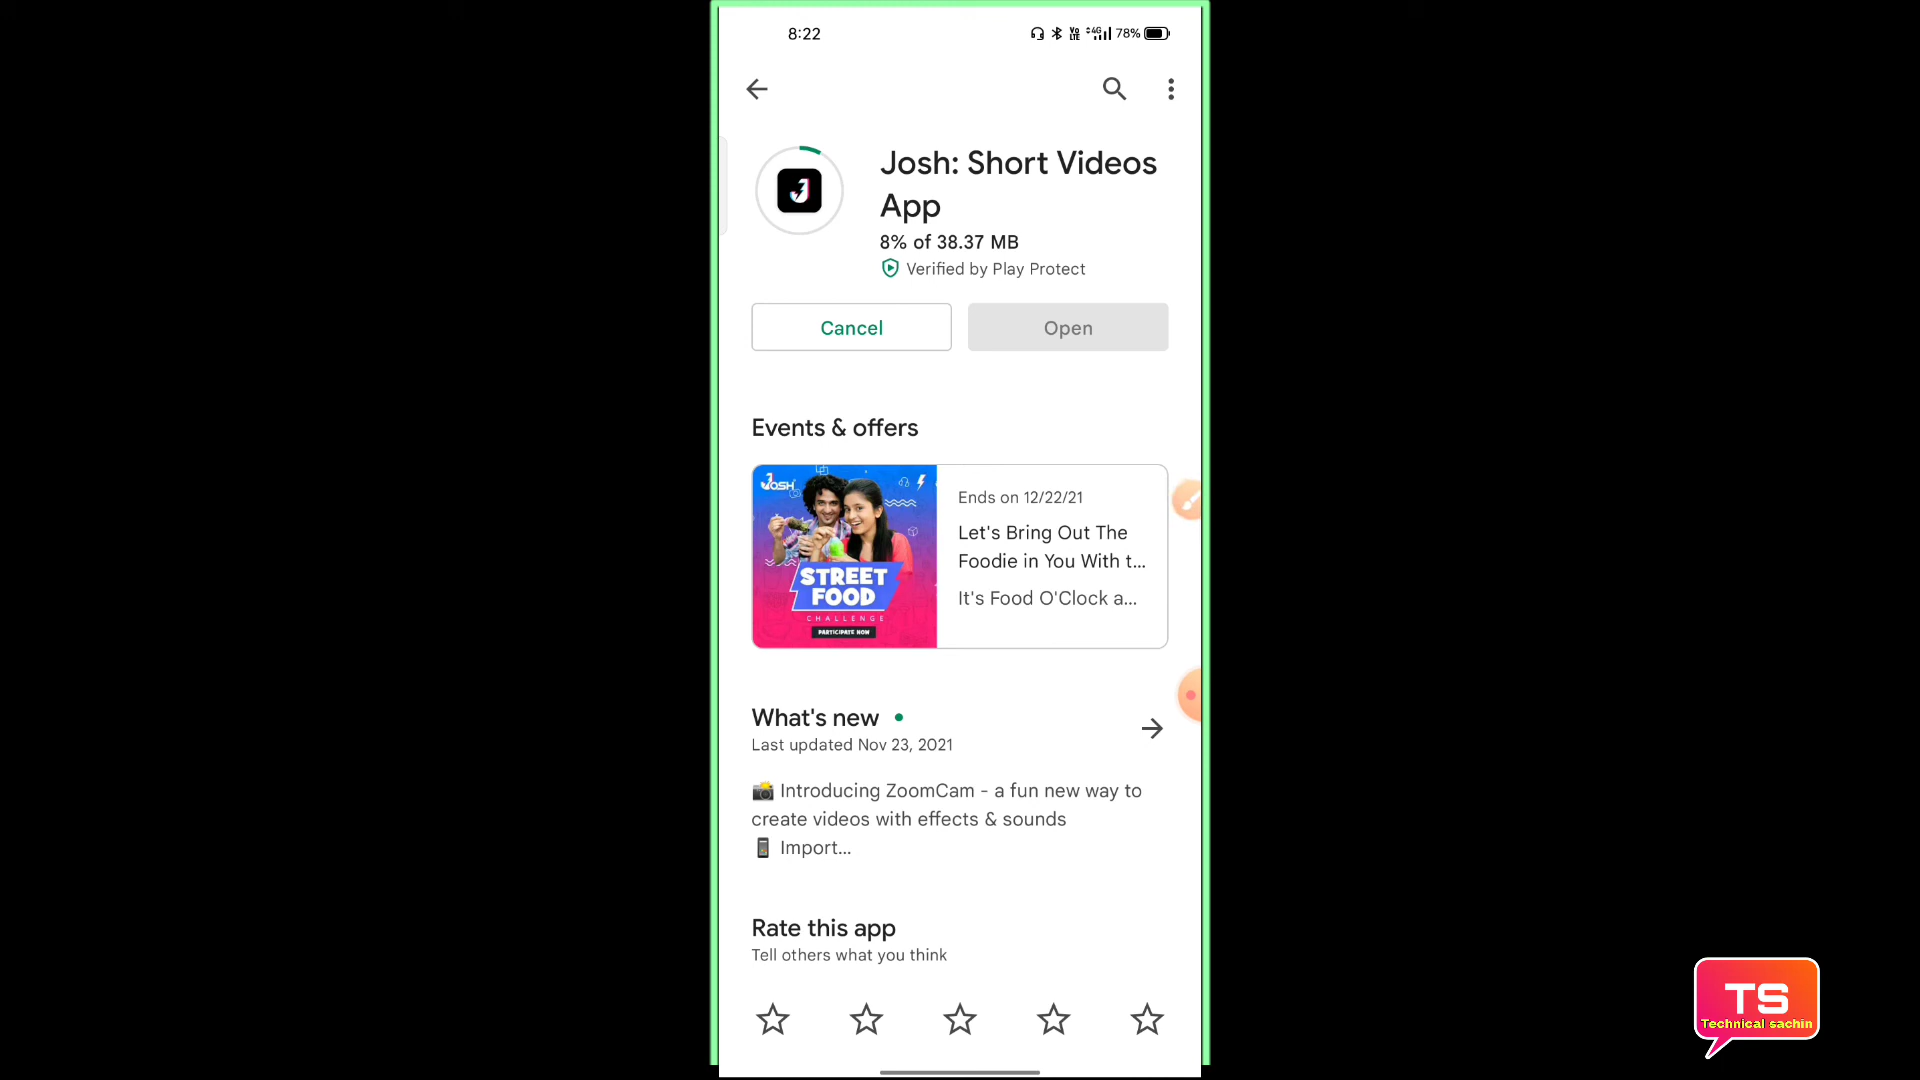 8:22
Vo LTE 4G 78%
Josh: Short Videos
App
8% of 38.37 MB
Verified by Play Protect
Cancel
Open
Events & offers
Josh
STREET
FOOD
CHALLENGE
PARTICIPATE NOW
Ends on 12/22/21
Let's Bring Out The
Foodie in You With t...
It's Food O'Clock a...
What's new
Last updated Nov 23, 2021
📸 Introducing ZoomCam - a fun new way to
create videos with effects & sounds
📱 Import...
Rate this app
Tell others what you think
TS
Technical sachin